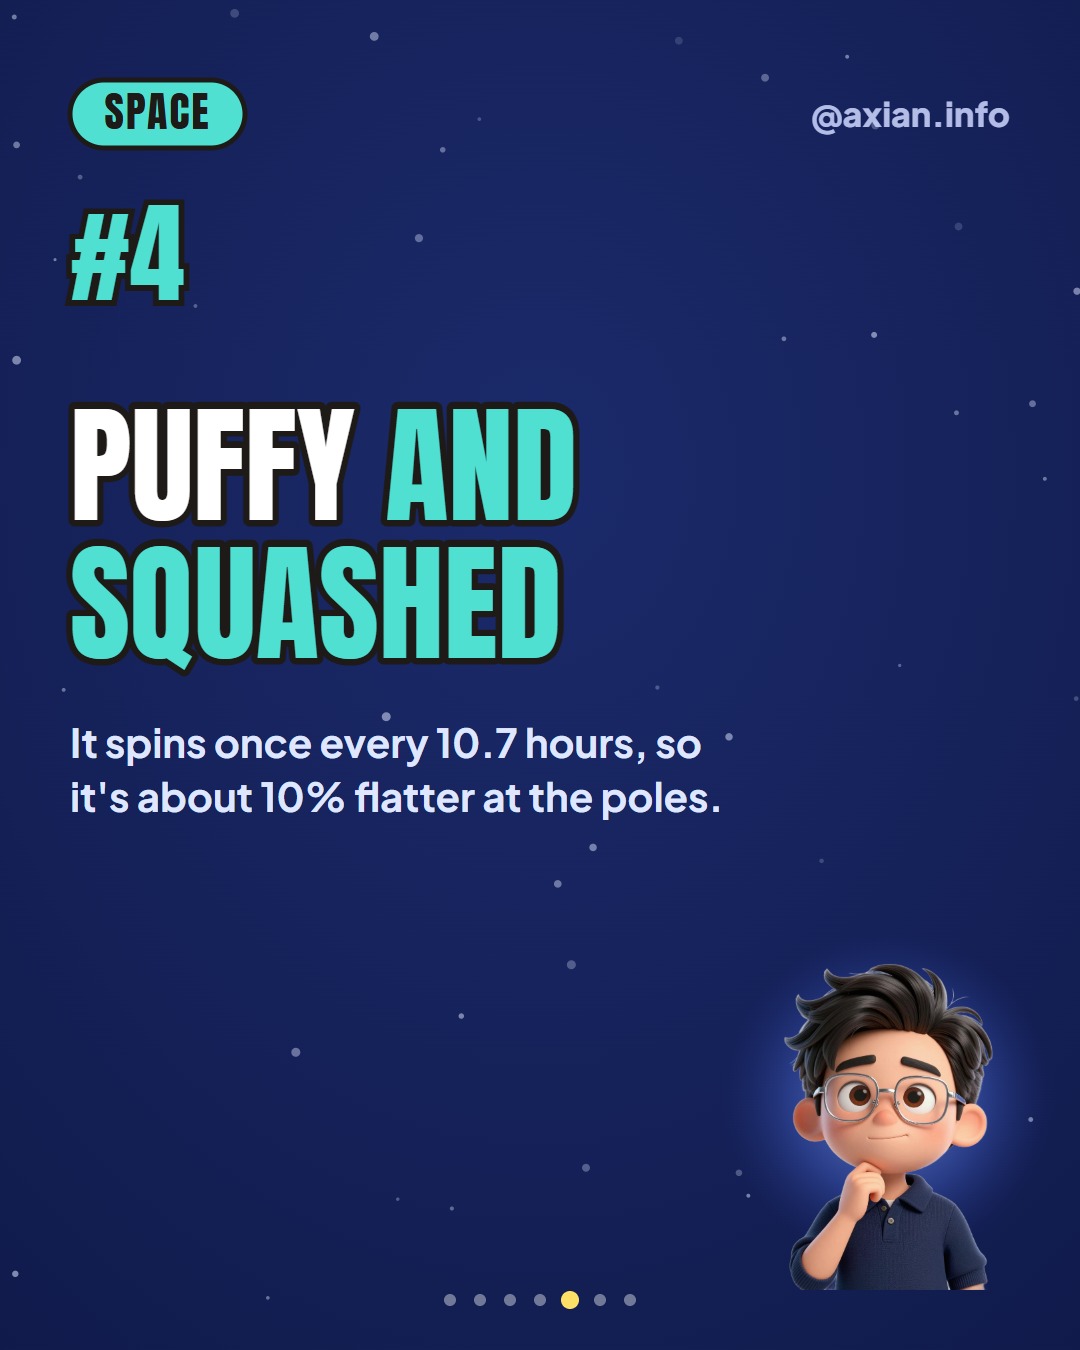 SPACE
@axian.info
#4
PUFFY AND
SQUASHED
It spins once every 10.7 hours, so
it's about 10% flatter at the poles.